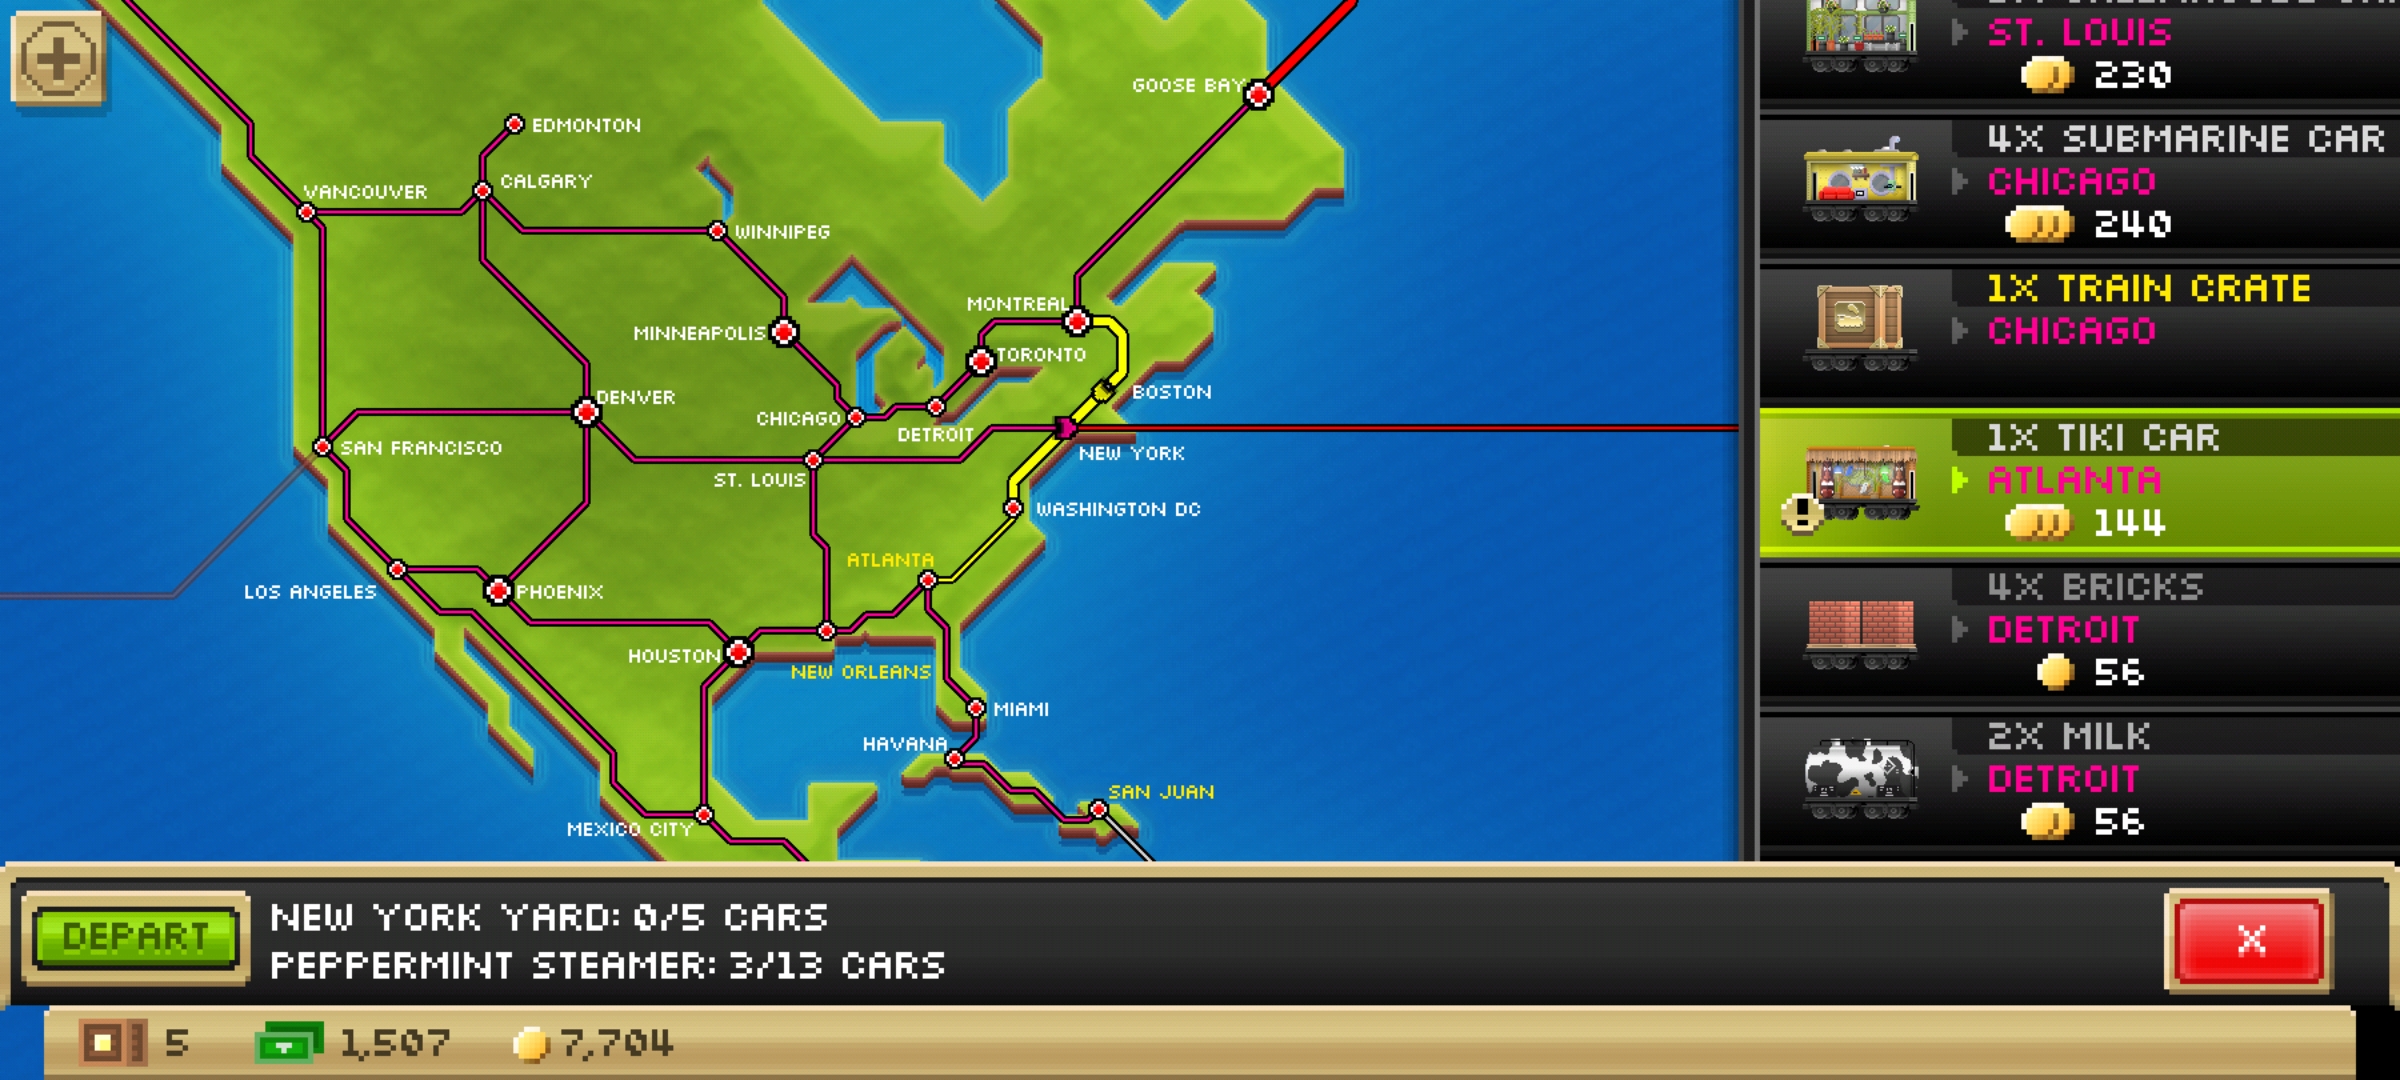 GOOSE BAY
EDMONTON
CALGARY
VANCOUVER
WINNIPEG
MONTREAL
MINNEAPOLIS
TORONTO
BOSTON
DENVER
CHICAGO
DETROIT
SAN FRANCISCO
NEW YORK
ST. LOUIS
WASHINGTON DC
ATLANTA
LOS ANGELES
PHOENIX
HOUSTON
NEW ORLEANS
MIAMI
HAVANA
SAN JUAN
MEXICO CITY
ST. LOUIS
230
4X SUBMARINE CAR
CHICAGO
240
1X TRAIN CRATE
CHICAGO
1X TIKI CAR
ATLANTA
144
4X BRICKS
DETROIT
56
2X MILK
DETROIT
56
DEPART
NEW YORK YARD: 0/5 CARS
PEPPERMINT STEAMER: 3/13 CARS
X
5
1,507
7,704